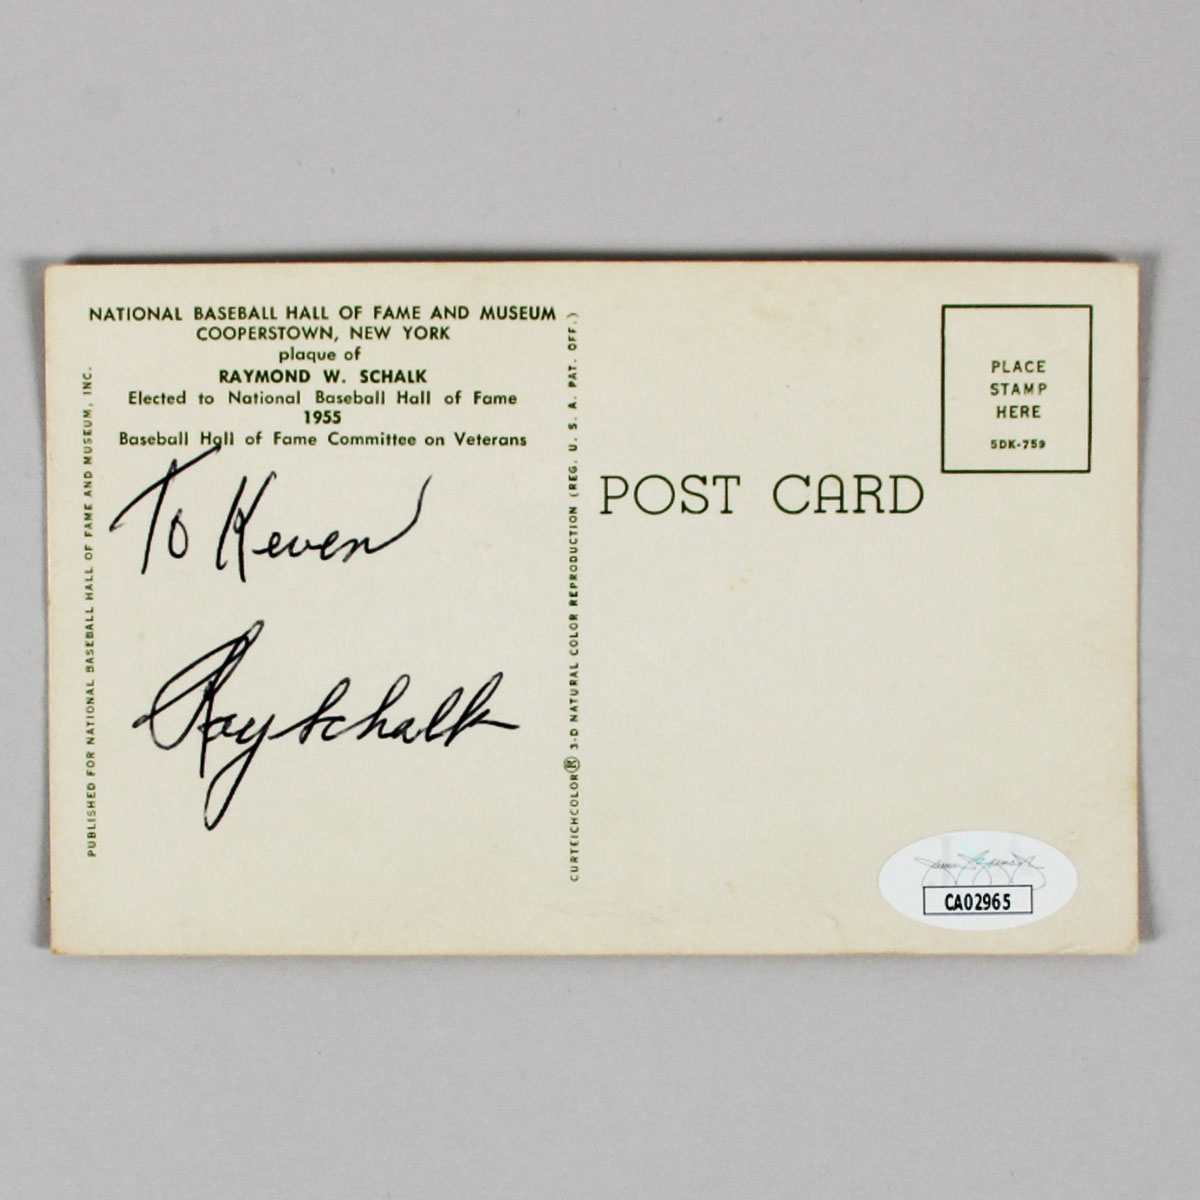 NATIONAL BASEBALL HALL OF FAME AND MUSEUM
COOPERSTOWN, NEW YORK
plaque of
RAYMOND W. SCHALK
Elected to National Baseball Hall of Fame
1955
Baseball Hall of Fame Committee on Veterans
To Keven
Ray Schalk
PUBLISHED FOR NATIONAL BASEBALL HALL OF FAME AND MUSEUM, INC.
CURTEICHCOLOR® 3-D NATURAL COLOR REPRODUCTION (REG. U. S. A. PAT. OFF.)
POST CARD
PLACE
STAMP
HERE
5DK-759
CA02965